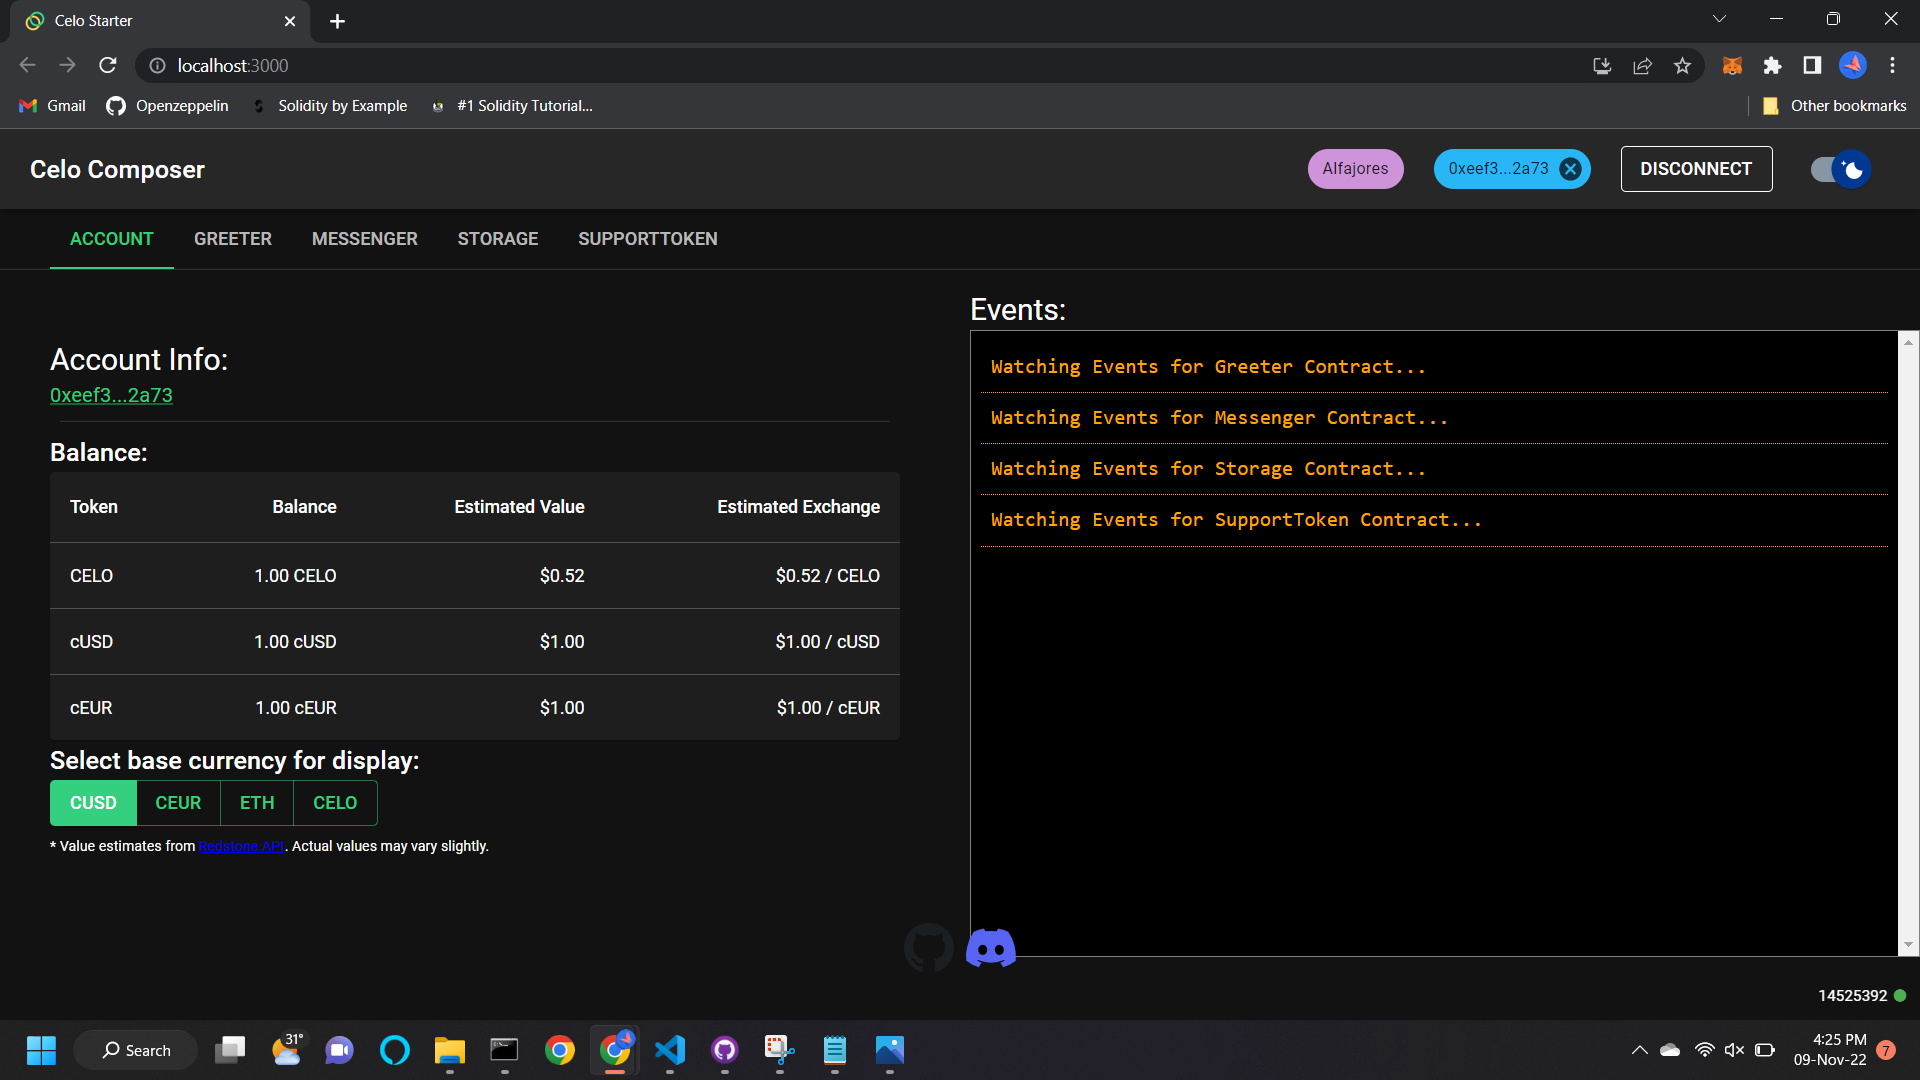 Celo Starter
localhost:3000
Gmail Openzeppelin Solidity by Example #1 Solidity Tutorial... Other bookmarks
Celo Composer Alfajores 0xeef3...2a73 DISCONNECT
ACCOUNT GREETER MESSENGER STORAGE SUPPORTTOKEN
Events:
Watching Events for Greeter Contract...
Watching Events for Messenger Contract...
Watching Events for Storage Contract...
Watching Events for SupportToken Contract...
Account Info:
0xeef3...2a73
Balance:
Token Balance Estimated Value Estimated Exchange
CELO 1.00 CELO $0.52 $0.52 / CELO
cUSD 1.00 cUSD $1.00 $1.00 / cUSD
cEUR 1.00 cEUR $1.00 $1.00 / cEUR
Select base currency for display:
CUSD CEUR ETH CELO
* Value estimates from Redstone API. Actual values may vary slightly.
14525392
Search 31° 4:25 PM
09-Nov-22 7